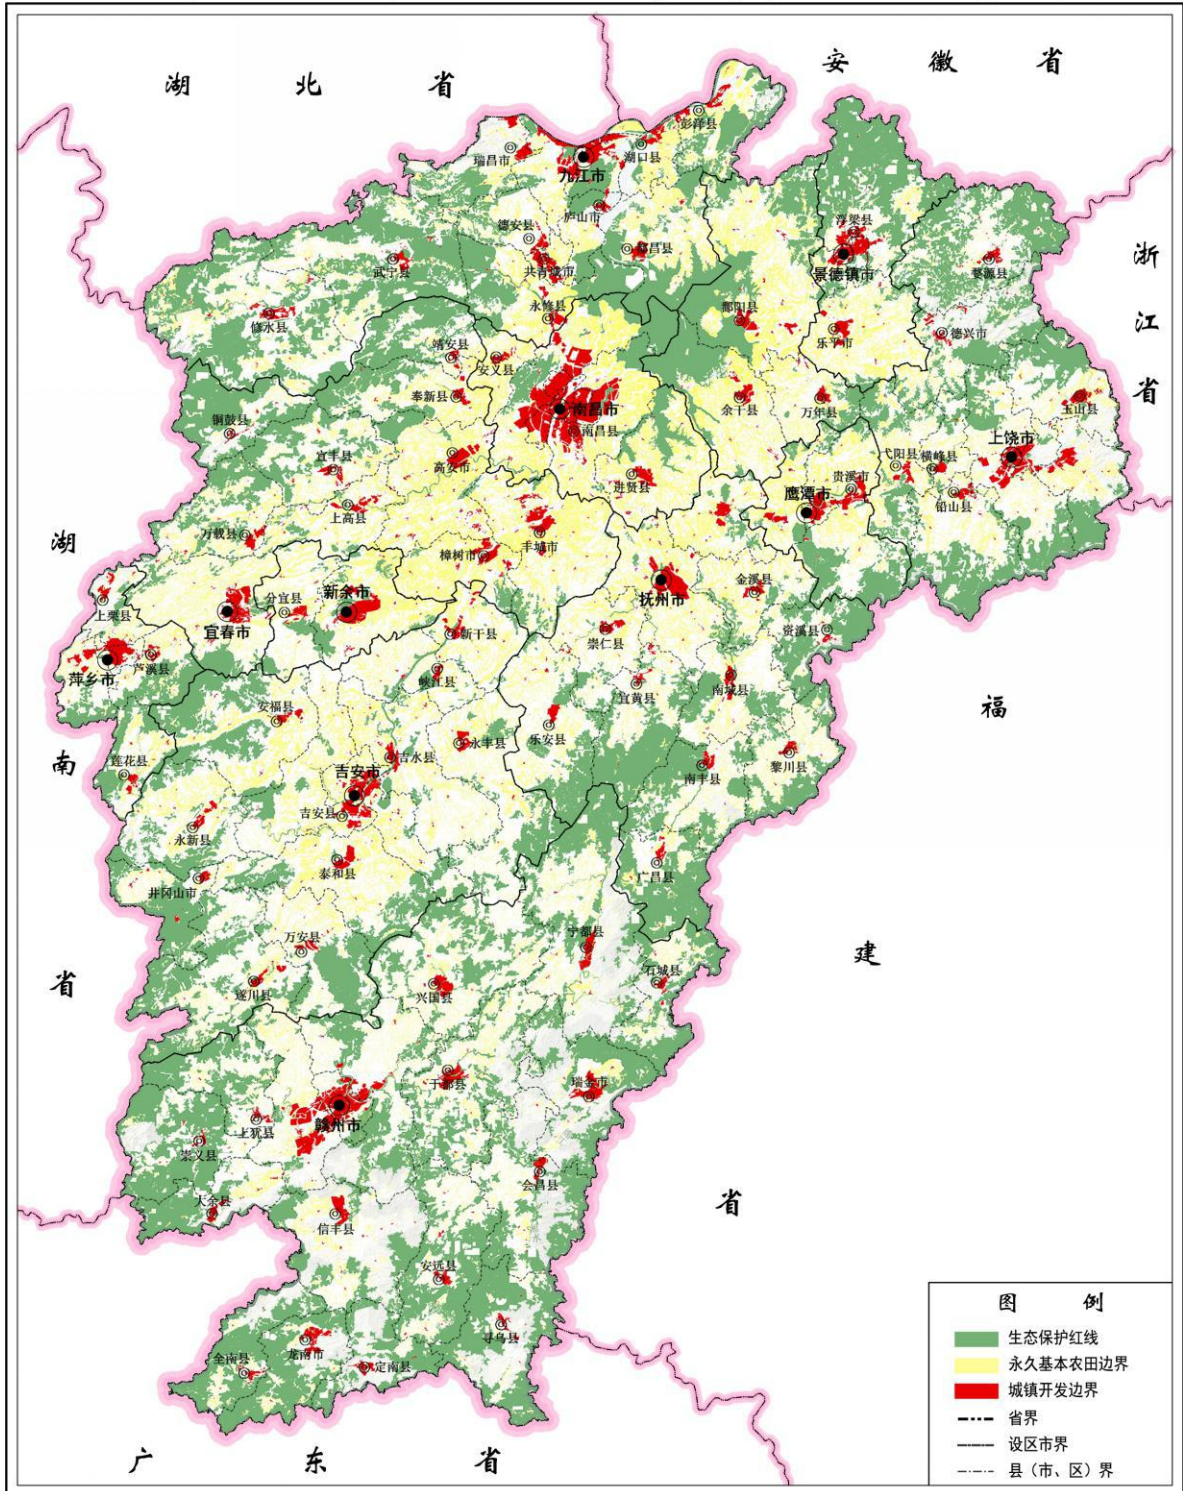 湖北省
安徽省
浙江省
湖南省
福建省
广东省
彭泽县
瑞昌市
湖口县
九江市
庐山市
德安县
都昌县
浮梁县
共青城市
武宁县
景德镇市
婺源县
永修县
鄱阳县
修水县
乐平市
德兴市
靖安县
安义县
奉新县
南昌市
余干县
万年县
玉山县
铜鼓县
南昌县
上饶市
宜丰县
高安市
进贤县
贵溪市
弋阳县
横峰县
鹰潭市
铅山县
上高县
万载县
丰城市
樟树市
抚州市
金溪县
上栗县
宜春市
分宜县
新余市
新干县
崇仁县
资溪县
萍乡市
芦溪县
峡江县
宜黄县
南城县
安福县
乐安县
永丰县
吉水县
莲花县
吉安市
南丰县
黎川县
吉安县
永新县
泰和县
广昌县
井冈山市
万安县
宁都县
遂川县
兴国县
石城县
于都县
瑞金市
上犹县
赣州市
崇义县
会昌县
大余县
信丰县
安远县
寻乌县
龙南市
全南县
定南县
图例
生态保护红线
永久基本农田边界
城镇开发边界
省界
设区市界
县（市、区）界